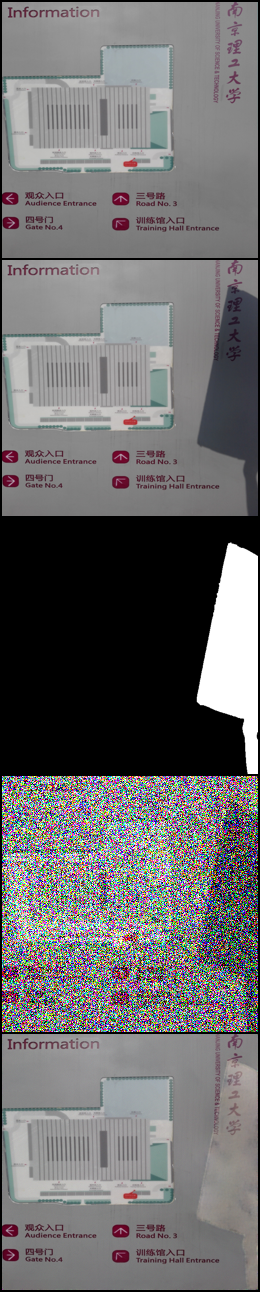 Information
南京理工大学
NANJING UNIVERSITY OF SCIENCE & TECHNOLOGY
观众入口
Audience Entrance
三号路
Road No. 3
四号门
Gate No.4
训练馆入口
Training Hall Entrance
Information
南京理工大学
观众入口
Audience Entrance
三号路
Road No. 3
四号门
Gate No.4
训练馆入口
Training Hall Entrance
Information
南京理工大学
观众入口
Audience Entrance
三号路
Road No. 3
四号门
Gate No.4
训练馆入口
Training Hall Entrance